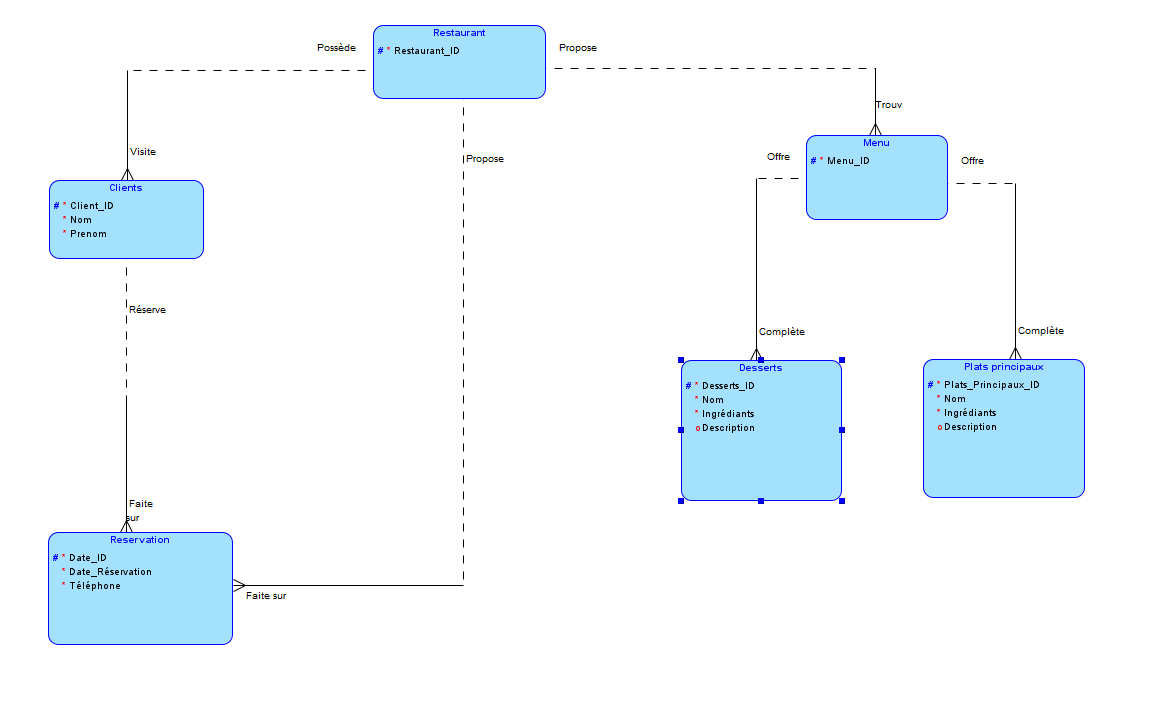 Restaurant
# * Restaurant_ID
Possède
Propose
Trouv
Visite
Propose
Menu
# * Menu_ID
Offre
Offre
Clients
# * Client_ID
* Nom
* Prenom
Réserve
Complète
Complète
Desserts
# * Desserts_ID
* Nom
* Ingrédiants
o Description
Plats principaux
# * Plats_Principaux_ID
* Nom
* Ingrédiants
o Description
Faite
sur
Reservation
# * Date_ID
* Date_Réservation
* Téléphone
Faite sur